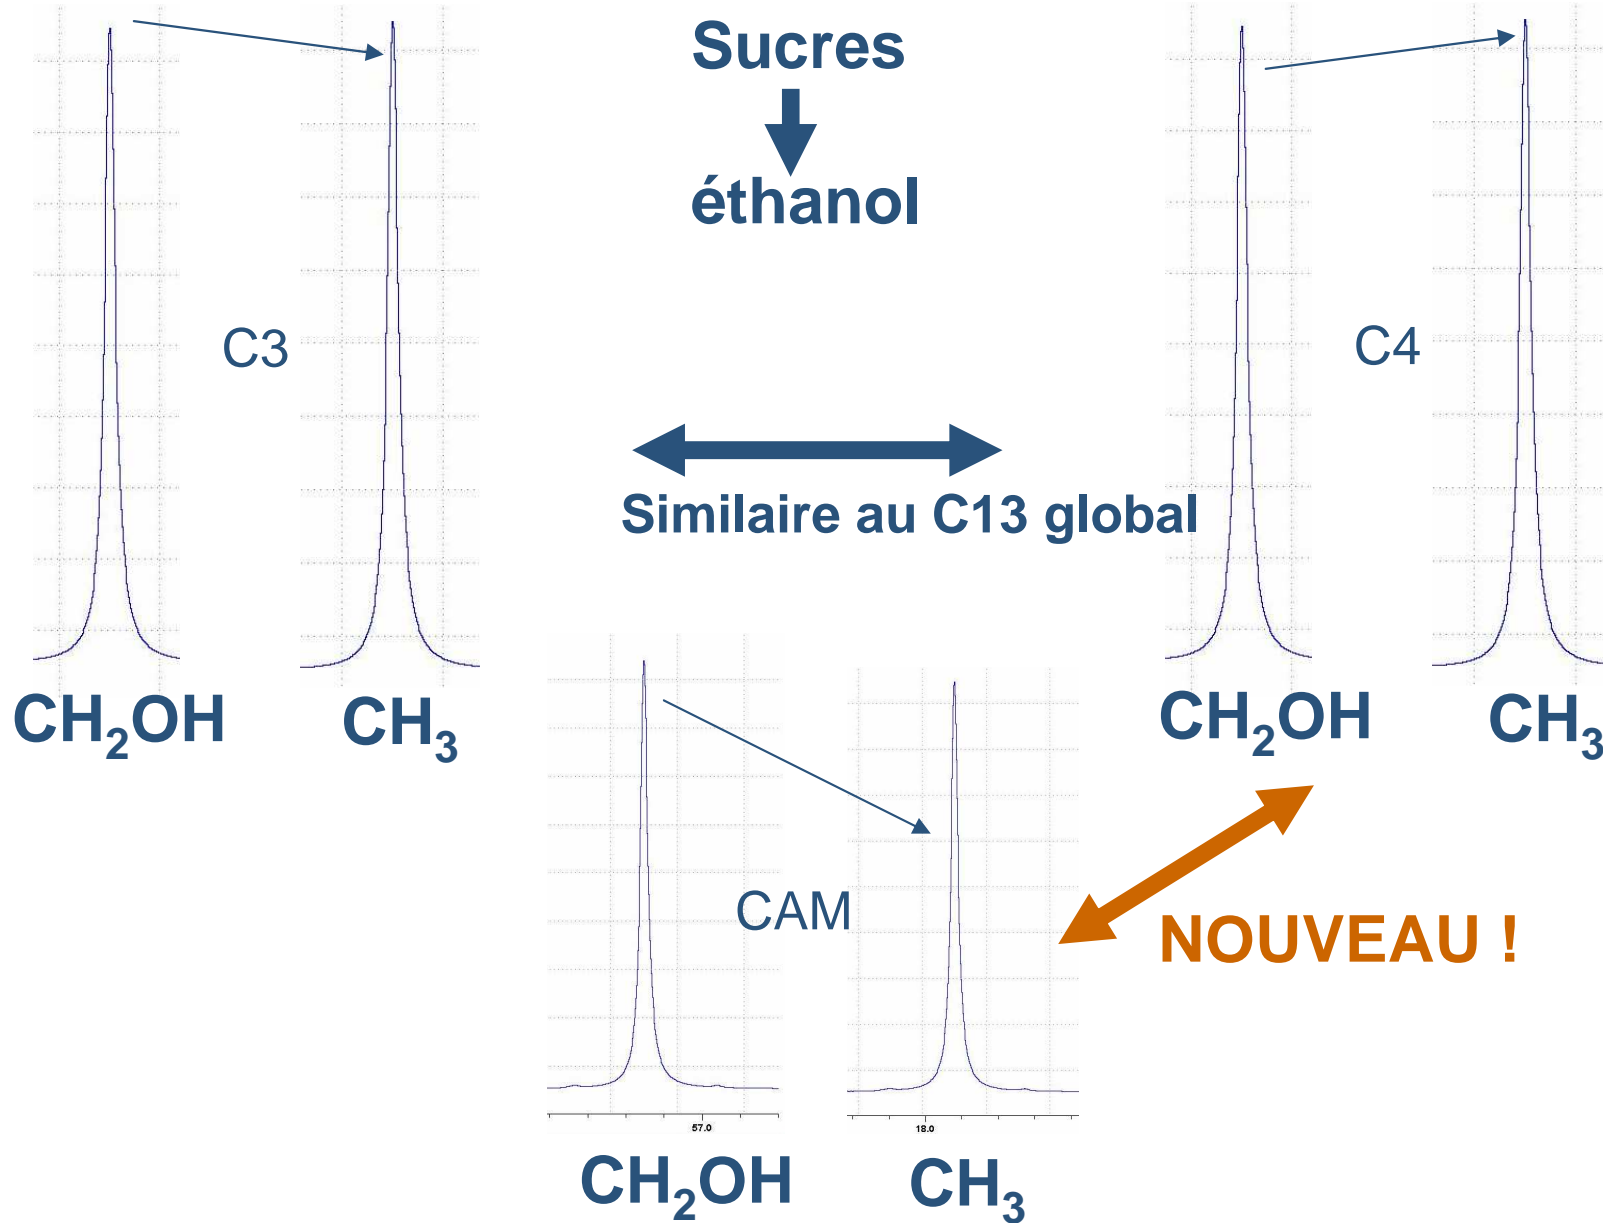 Sucres
éthanol
C3
C4
Similaire au C13 global
CH₂OH
CH₃
CH₂OH
CH₃
CAM
NOUVEAU !
57.0
18.0
CH₂OH
CH₃